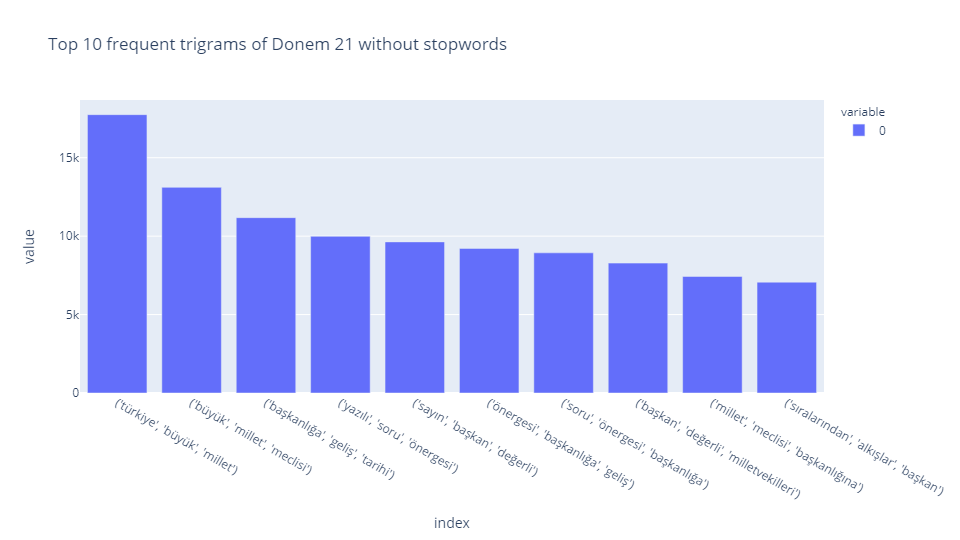 Top 10 frequent trigrams of Donem 21 without stopwords
variable
0
value
15k
10k
5k
0
('türkiye', 'büyük', 'millet')
('büyük', 'millet', 'meclisi')
('başkanlığa', 'geliş', 'tarihi')
('yazılı', 'soru', 'önergesi')
('sayın', 'başkan', 'değerli')
('önergesi', 'başkanlığa', 'geliş')
('soru', 'önergesi', 'başkanlığa')
('başkan', 'değerli', 'milletvekilleri')
('millet', 'meclisi', 'başkanlığına')
('sıralarından', 'alkışlar', 'başkan')
index